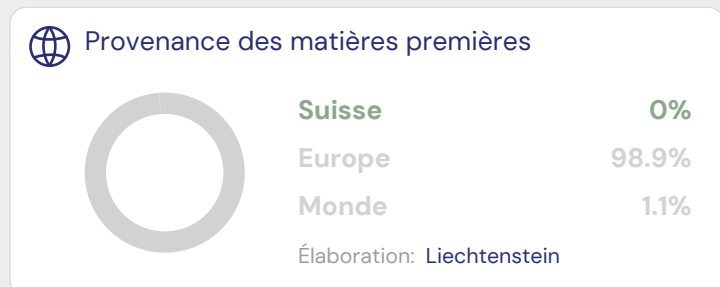 Provenance des matières premières
Suisse 0%
Europe 98.9%
Monde 1.1%
Élaboration: Liechtenstein